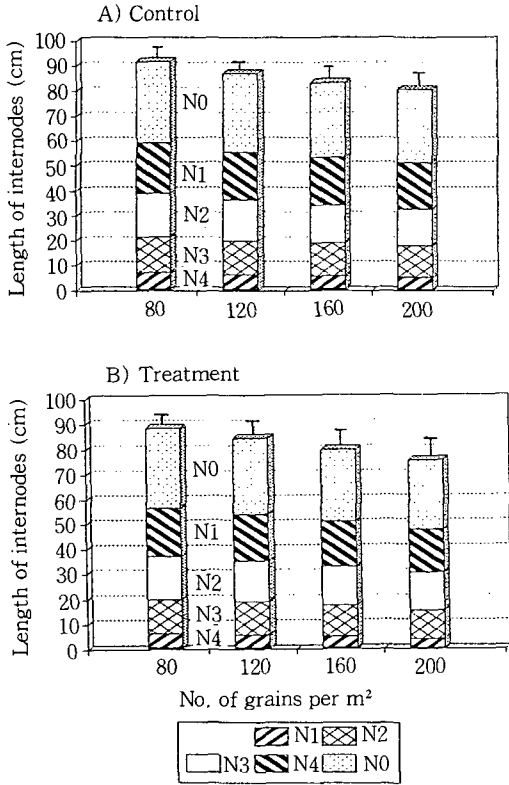 A) Control
Length of internodes (cm)
100
90
80
70
60
50
40
30
20
10
0
N0
N1
N2
N3
N4
80 120 160 200
B) Treatment
Length of internodes (cm)
100
90
80
70
60
50
40
30
20
10
0
N0
N1
N2
N3
N4
80 120 160 200
No. of grains per m²
N1 N2
N3 N4 N0